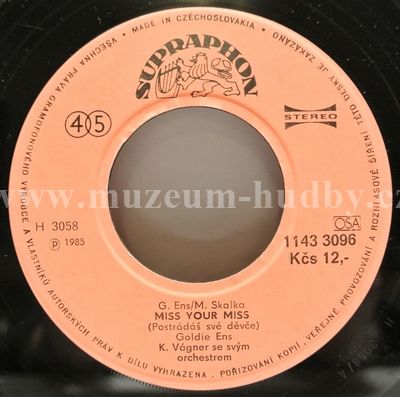 • MADE IN CZECHOSLOVAKIA •
VŠECHNA PRÁVA GRAMOFONOVÉHO VÝROBCE A VLASTNÍKŮ AUTORSKÝCH PRÁV K DÍLU VYHRAZENA. POŘIZOVÁNÍ KOPIÍ, VEŘEJNÉ PROVOZOVÁNÍ A ROZHLASOVÉ ŠÍŘENÍ TÉTO DESKY JE ZAKÁZÁNO
SUPRAPHON
45
STEREO
www.muzeum-hudby.cz
H 3058
℗ 1985
OSA
1143 3096
Kčs 12,-
G. Ens/M. Skalka
MISS YOUR MISS
(Postrádáš své děvče)
Goldie Ens
K. Vágner se svým
orchestrem